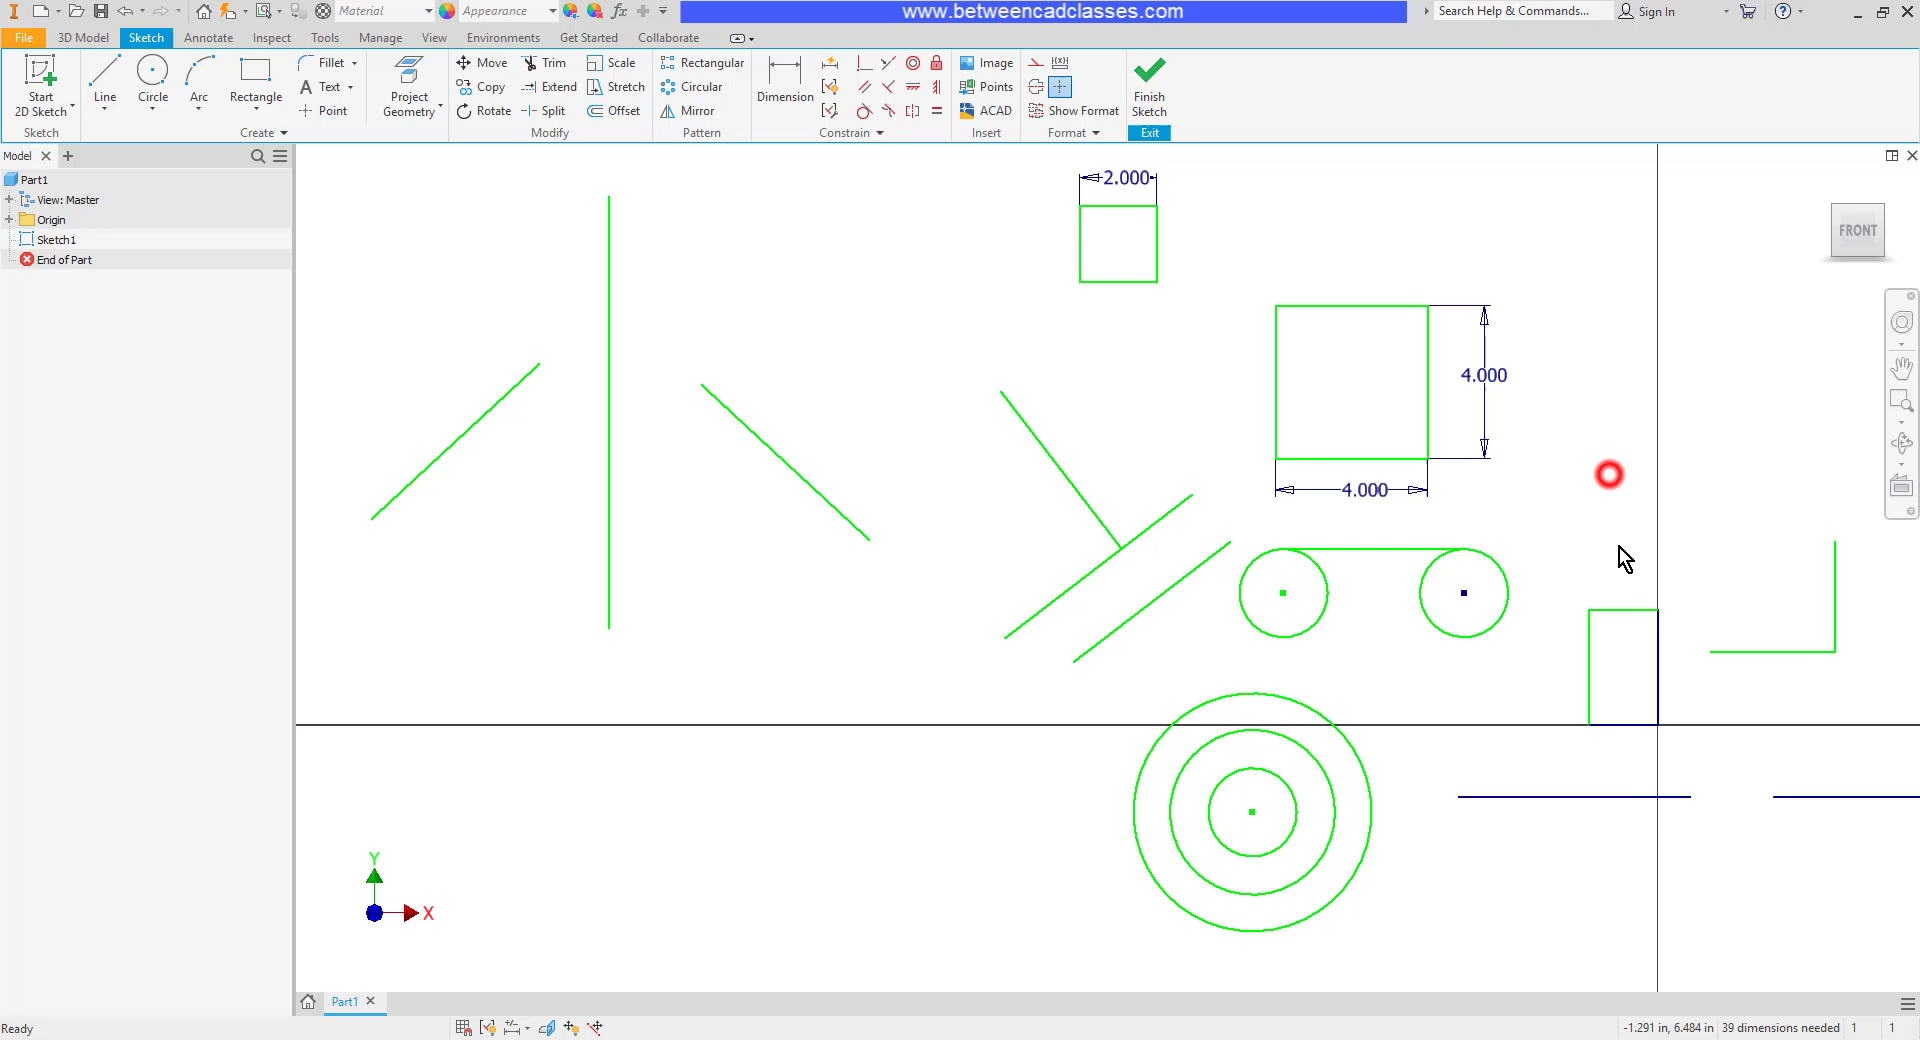 Material
Appearance
fx
www.betweencadclasses.com
Search Help & Commands...
Sign In
File
3D Model
Sketch
Annotate
Inspect
Tools
Manage
View
Environments
Get Started
Collaborate
Start
2D Sketch
Line
Circle
Arc
Rectangle
Fillet
Text
Point
Project
Geometry
Move
Copy
Rotate
Trim
Extend
Split
Scale
Stretch
Offset
Rectangular
Circular
Mirror
Dimension
Image
Points
ACAD
Show Format
Finish
Sketch
Sketch
Create
Modify
Pattern
Constrain
Insert
Format
Exit
Model
Part1
View: Master
Origin
Sketch1
End of Part
2.000
FRONT
4.000
4.000
Y
X
Part1
Ready
-1.291 in, 6.484 in
39 dimensions needed
1
1